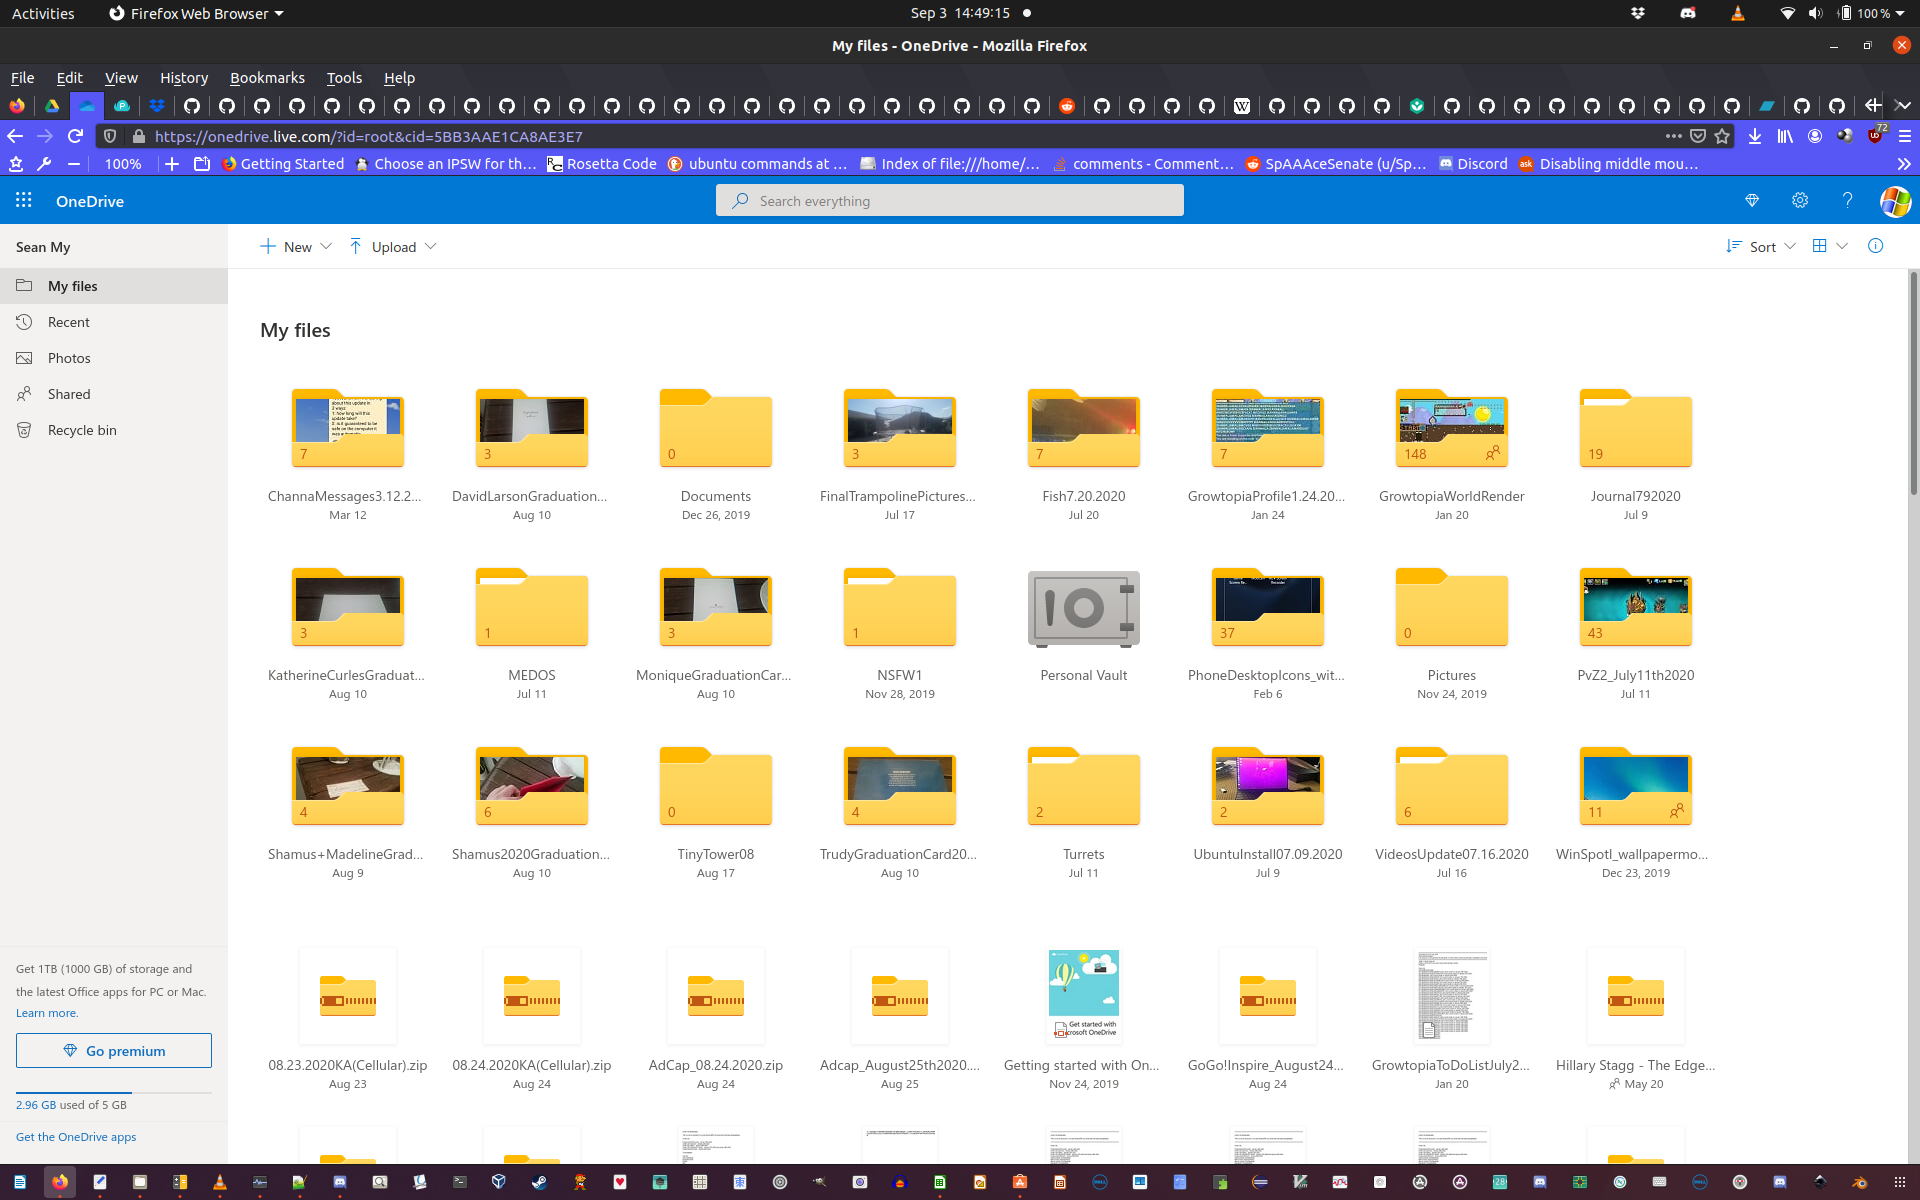 Activities
Firefox Web Browser
Sep 3 14:49:15
100 %
My files - OneDrive - Mozilla Firefox
File Edit View History Bookmarks Tools Help
https://onedrive.live.com/?id=root&cid=5BB3AAE1CA8AE3E7
72
100%
Getting Started
Choose an IPSW for th…
Rosetta Code
ubuntu commands at …
Index of file:///home/…
comments - Comment…
SpAAAceSenate (u/Sp…
Discord
Disabling middle mou…
OneDrive
Search everything
Sean My
New
Upload
Sort
My files
Recent
Photos
Shared
Recycle bin
My files
7 3 0 3 7 7 148 19
ChannaMessages3.12.2... DavidLarsonGraduation... Documents FinalTrampolinePictures... Fish7.20.2020 GrowtopiaProfile1.24.20... GrowtopiaWorldRender Journal792020
Mar 12 Aug 10 Dec 26, 2019 Jul 17 Jul 20 Jan 24 Jan 20 Jul 9
3 1 3 1 37 0 43
KatherineCurlesGraduat... MEDOS MoniqueGraduationCar... NSFW1 Personal Vault PhoneDesktopIcons_wit... Pictures PvZ2_July11th2020
Aug 10 Jul 11 Aug 10 Nov 28, 2019 Feb 6 Nov 24, 2019 Jul 11
4 6 0 4 2 2 6 11
Shamus+MadelineGrad... Shamus2020Graduation... TinyTower08 TrudyGraduationCard20... Turrets UbuntuInstall07.09.2020 VideosUpdate07.16.2020 WinSpotl_wallpapermo...
Aug 9 Aug 10 Aug 17 Aug 10 Jul 11 Jul 9 Jul 16 Dec 23, 2019
Get started with
crosoft OneDrive
08.23.2020KA(Cellular).zip 08.24.2020KA(Cellular).zip AdCap_08.24.2020.zip Adcap_August25th2020.... Getting started with On... GoGo!Inspire_August24... GrowtopiaToDoListJuly2... Hillary Stagg - The Edge...
Aug 23 Aug 24 Aug 24 Aug 25 Nov 24, 2019 Aug 24 Jan 20 May 20
Get 1TB (1000 GB) of storage and
the latest Office apps for PC or Mac.
Learn more.
Go premium
2.96 GB used of 5 GB
Get the OneDrive apps